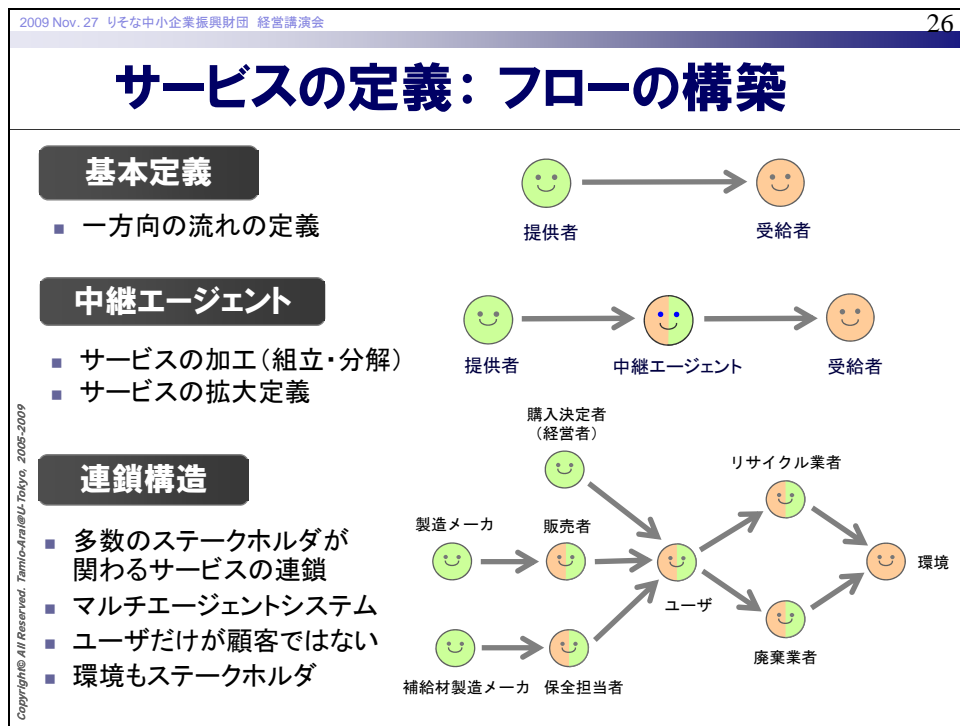 2009 Nov. 27 りそな中小企業振興財団 経営講演会
26
サービスの定義：フローの構築
基本定義
一方向の流れの定義
提供者
受給者
中継エージェント
サービスの加工（組立・分解）
サービスの拡大定義
提供者
中継エージェント
受給者
連鎖構造
多数のステークホルダが
関わるサービスの連鎖
マルチエージェントシステム
ユーザだけが顧客ではない
環境もステークホルダ
購入決定者
（経営者）
リサイクル業者
製造メーカ
販売者
環境
ユーザ
廃棄業者
補給材製造メーカ
保全担当者
Copyright© All Reserved. Tamio-Arai@U-Tokyo, 2005-2009